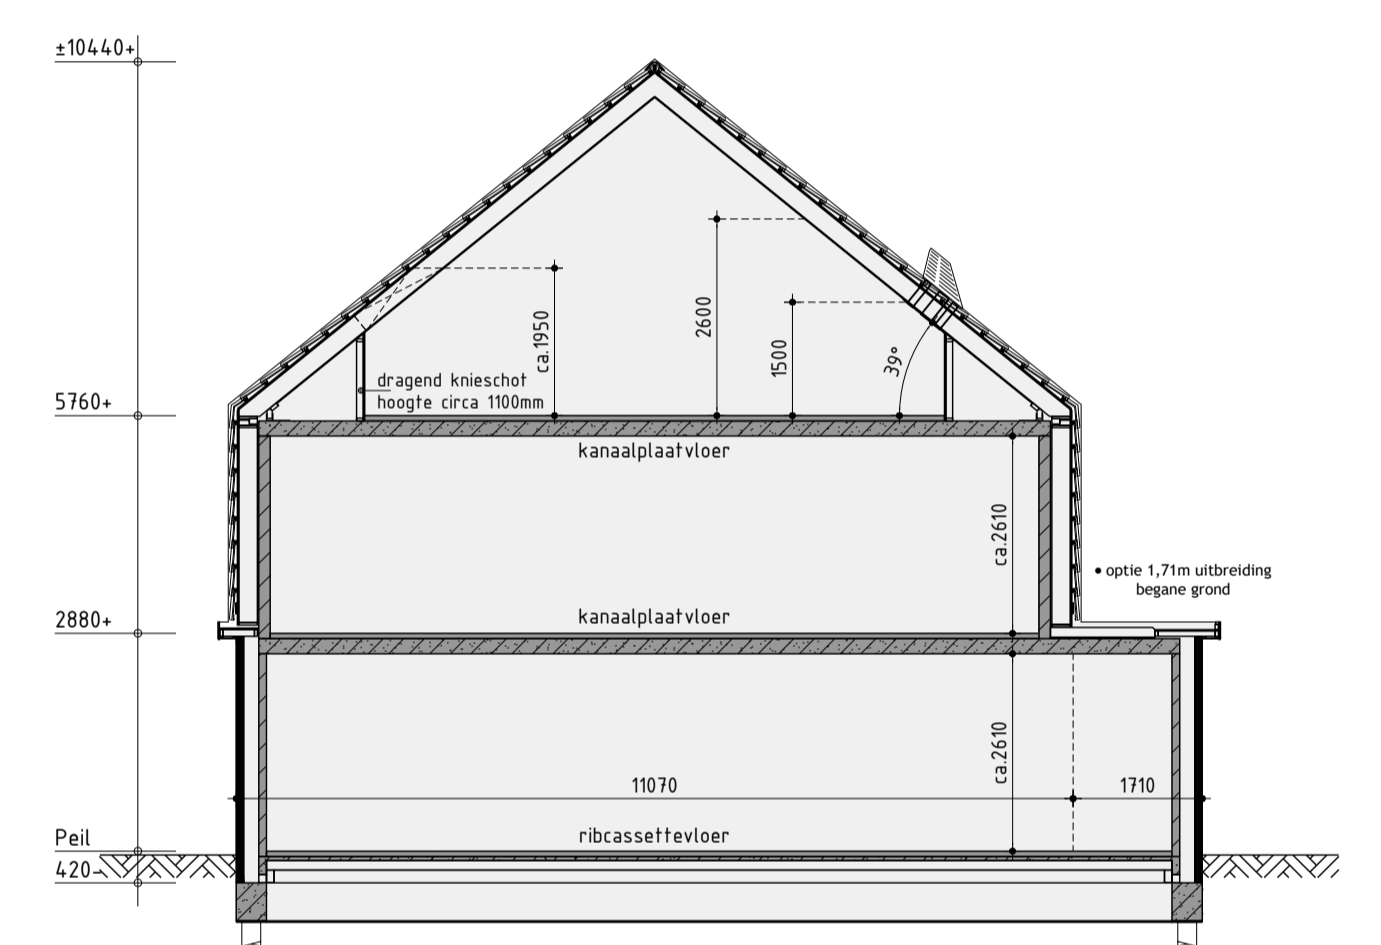 ±10440+
2600
ca.1950
1500
39°
dragend knieschot
hoogte circa 1100mm
5760+
kanaalplaatvloer
ca.2610
• optie 1,71m uitbreiding
begane grond
kanaalplaatvloer
2880+
ca.2610
11070
1710
Peil
ribcassettevloer
420-